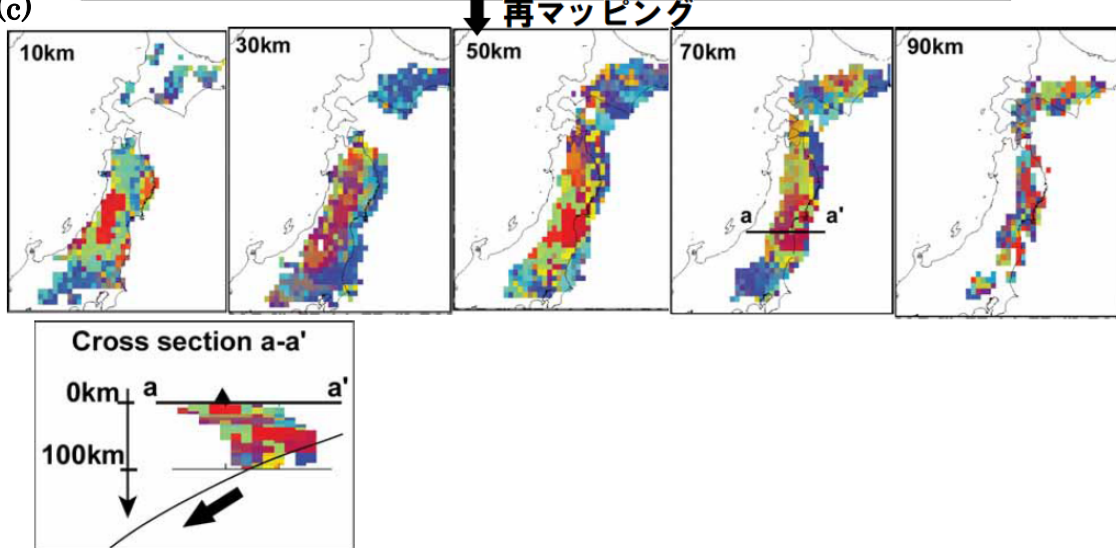 (c)
再マッピング
10km
30km
50km
70km
90km
a a'
Cross section a-a'
0km a a'
100km